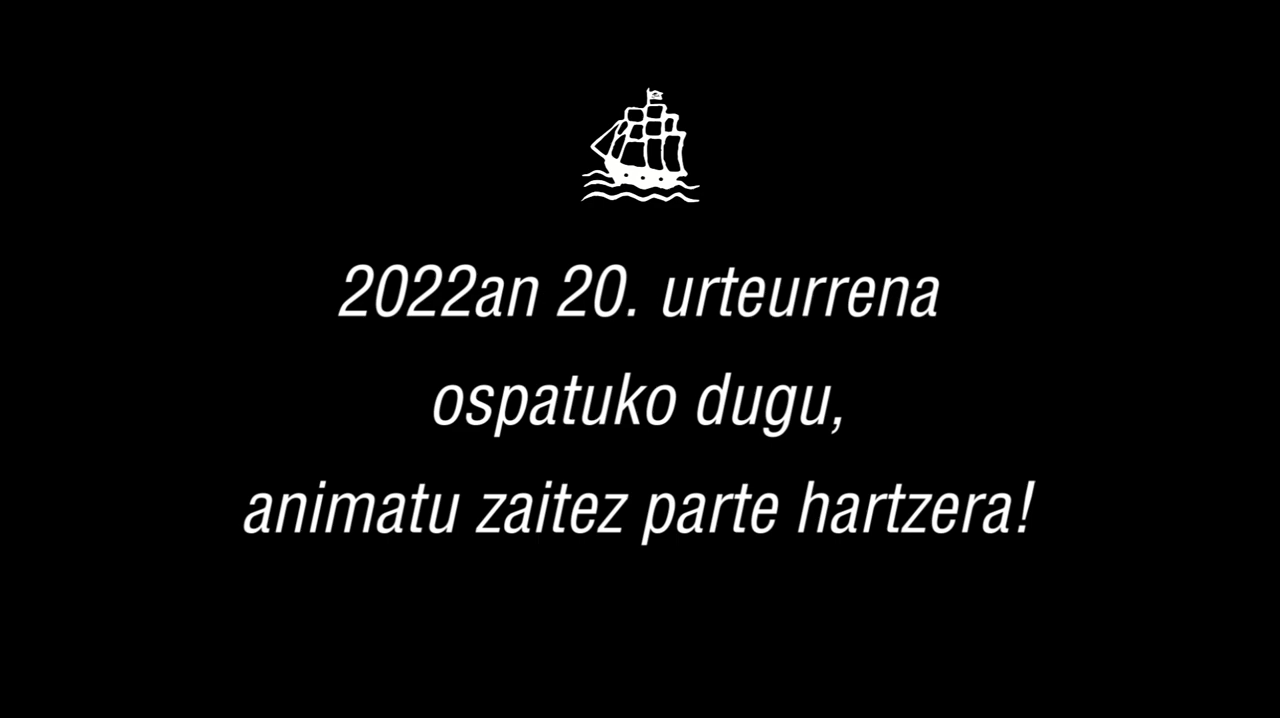 2022an 20. urteurrena
ospatuko dugu,
animatu zaitez parte hartzera!